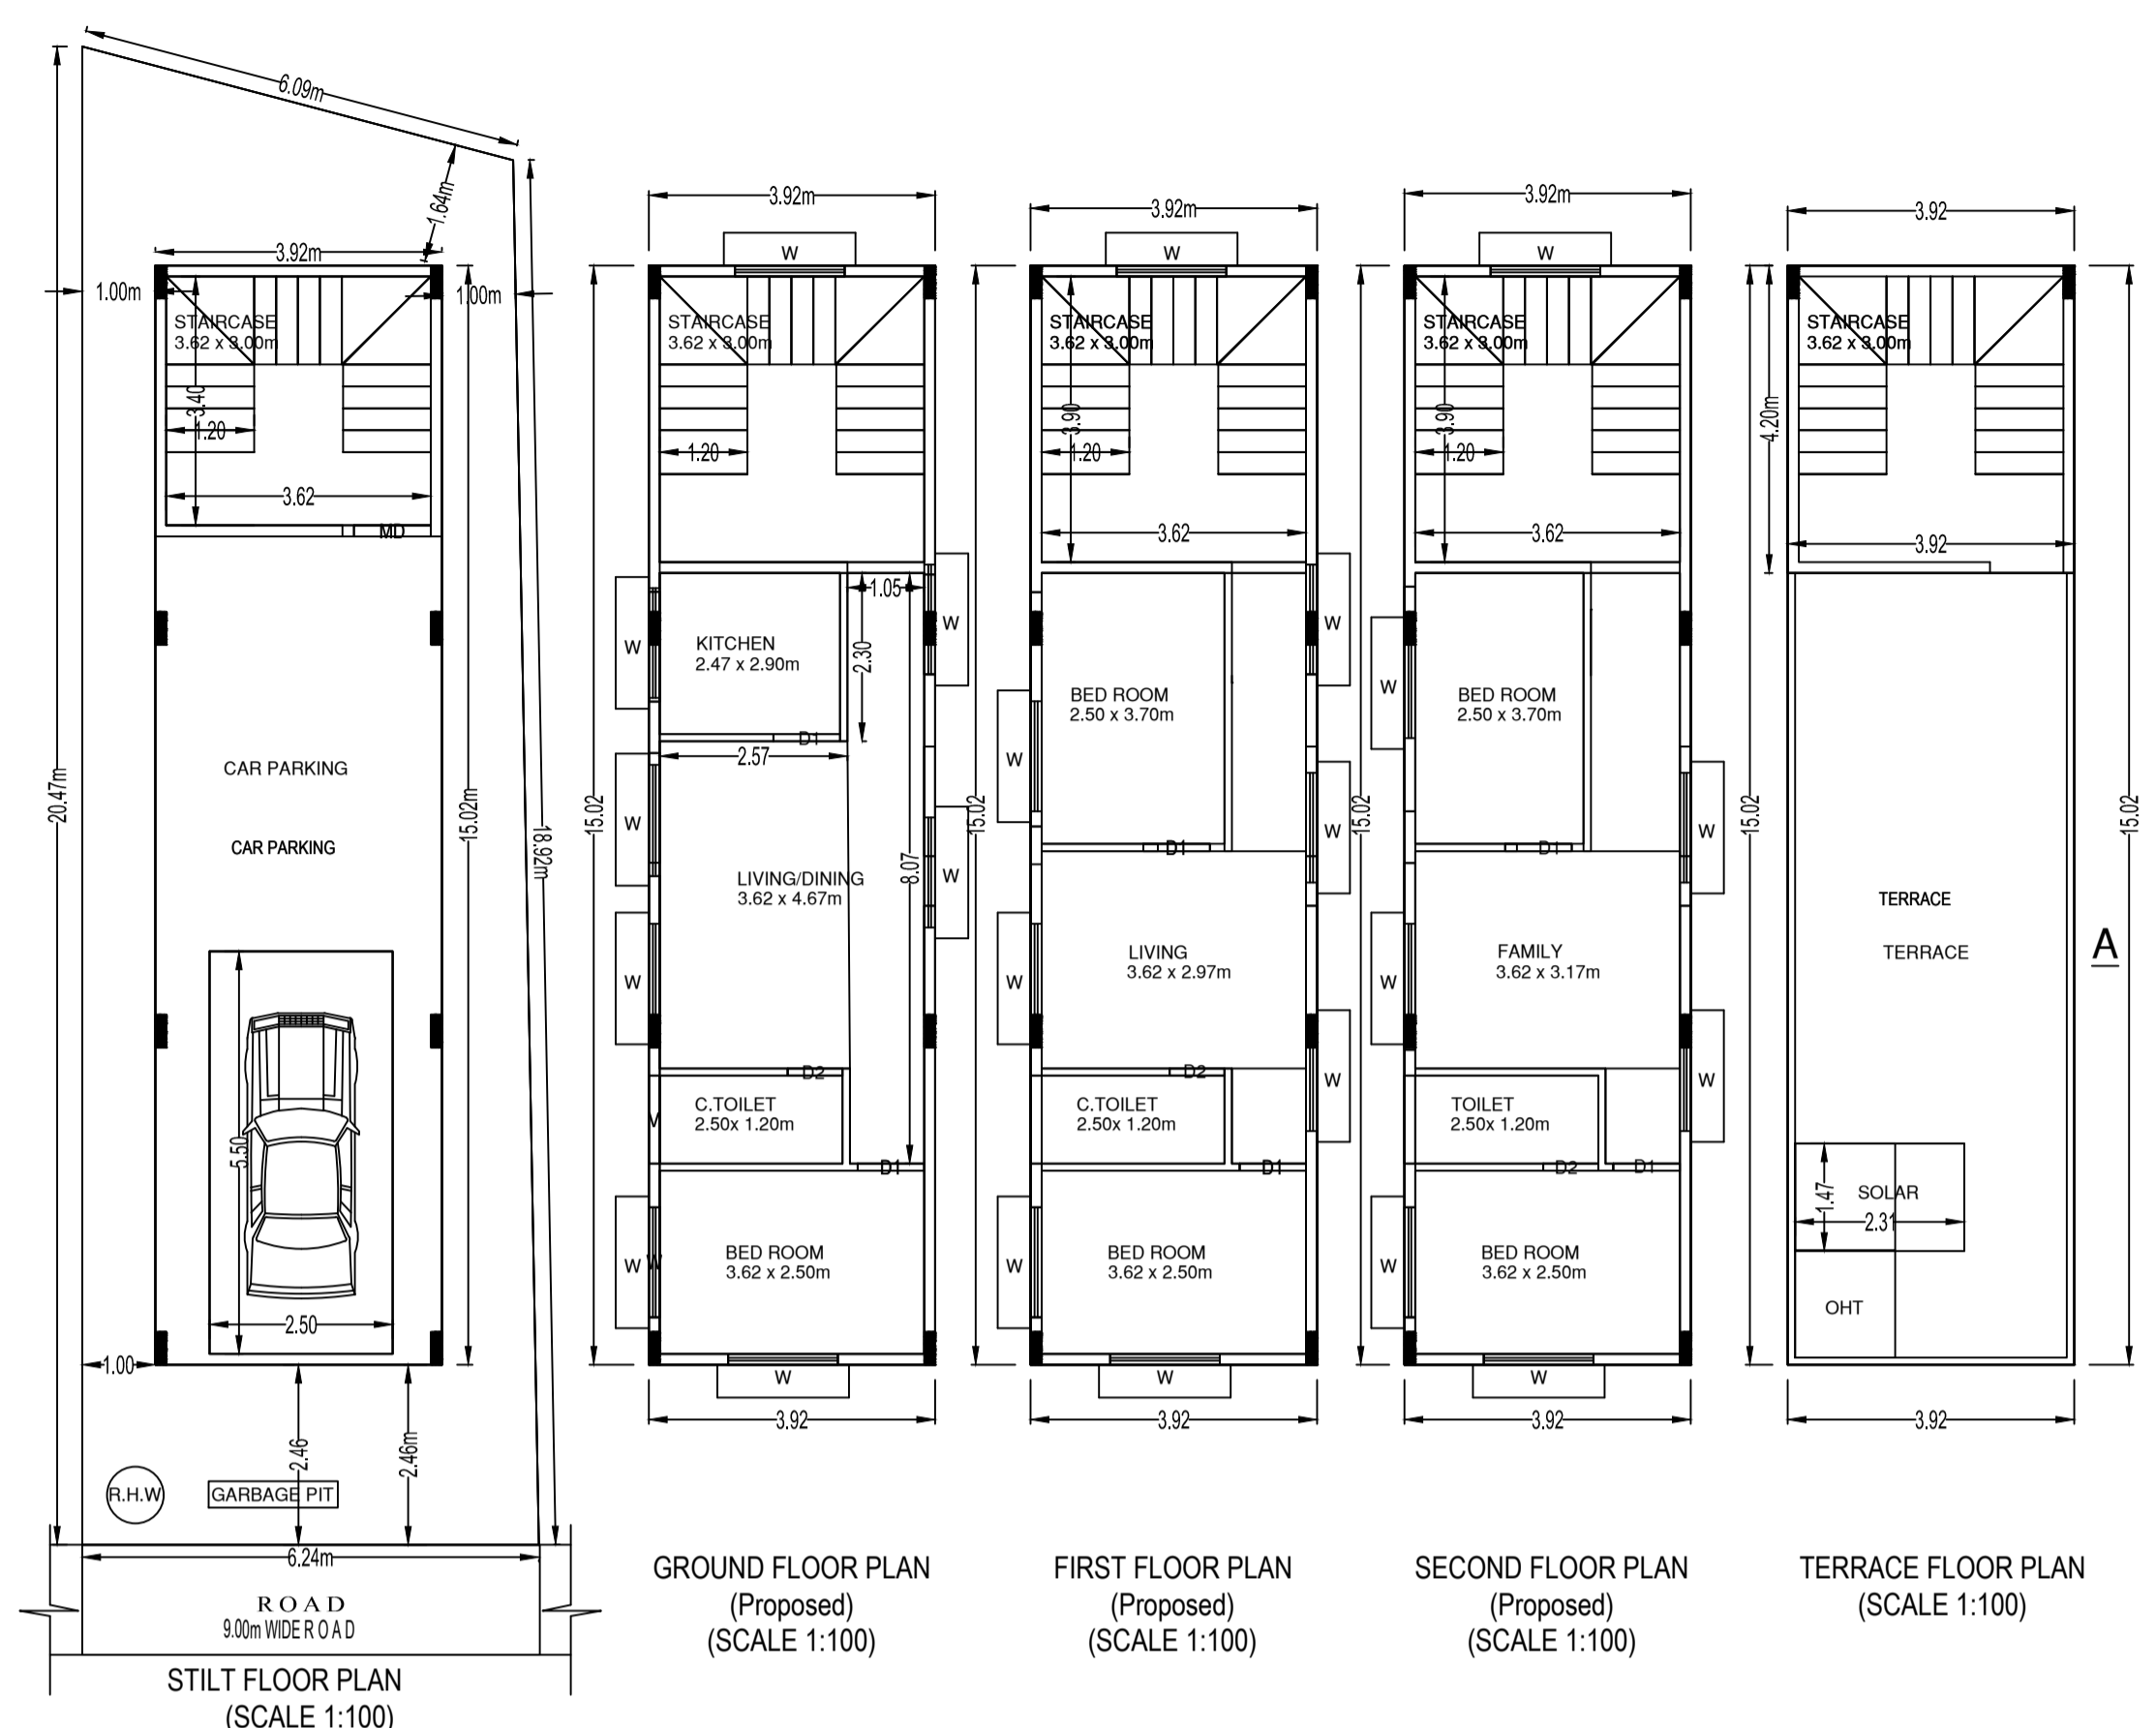 6.09m
1.64m
3.92m
1.00m
1.00m
STAIRCASE
3.62 x 3.00m
3.40
1.20
3.62
MD
20.47m
15.02m
18.92m
CAR PARKING
CAR PARKING
5.50
2.50
1.00
2.46
2.46m
R.H.W
GARBAGE PIT
6.24m
ROAD
9.00m WIDE R O A D
STILT FLOOR PLAN
(SCALE 1:100)
3.92m
W
STAIRCASE
3.62 x 3.00m
1.20
1.05
W
W
KITCHEN
2.47 x 2.90m
2.30
D1
2.57
15.02
W
W
LIVING/DINING
3.62 x 4.67m
8.07
W
D2
C.TOILET
2.50x 1.20m
V
D1
BED ROOM
3.62 x 2.50m
W
W
W
3.92
GROUND FLOOR PLAN
(Proposed)
(SCALE 1:100)
3.92m
W
STAIRCASE
3.62 x 3.00m
3.90
1.20
3.62
W
BED ROOM
2.50 x 3.70m
W
D1
15.02
W
LIVING
3.62 x 2.97m
W
D2
W
C.TOILET
2.50x 1.20m
D1
BED ROOM
3.62 x 2.50m
W
W
3.92
FIRST FLOOR PLAN
(Proposed)
(SCALE 1:100)
3.92m
W
STAIRCASE
3.62 x 3.00m
3.90
1.20
3.62
W
BED ROOM
2.50 x 3.70m
D1
15.02
W
FAMILY
3.62 x 3.17m
W
W
TOILET
2.50x 1.20m
D2
D1
BED ROOM
3.62 x 2.50m
W
W
3.92
SECOND FLOOR PLAN
(Proposed)
(SCALE 1:100)
3.92
STAIRCASE
3.62 x 3.00m
4.20m
3.92
15.02
15.02
TERRACE
TERRACE
A
1.47
SOLAR
2.31
OHT
3.92
TERRACE FLOOR PLAN
(SCALE 1:100)